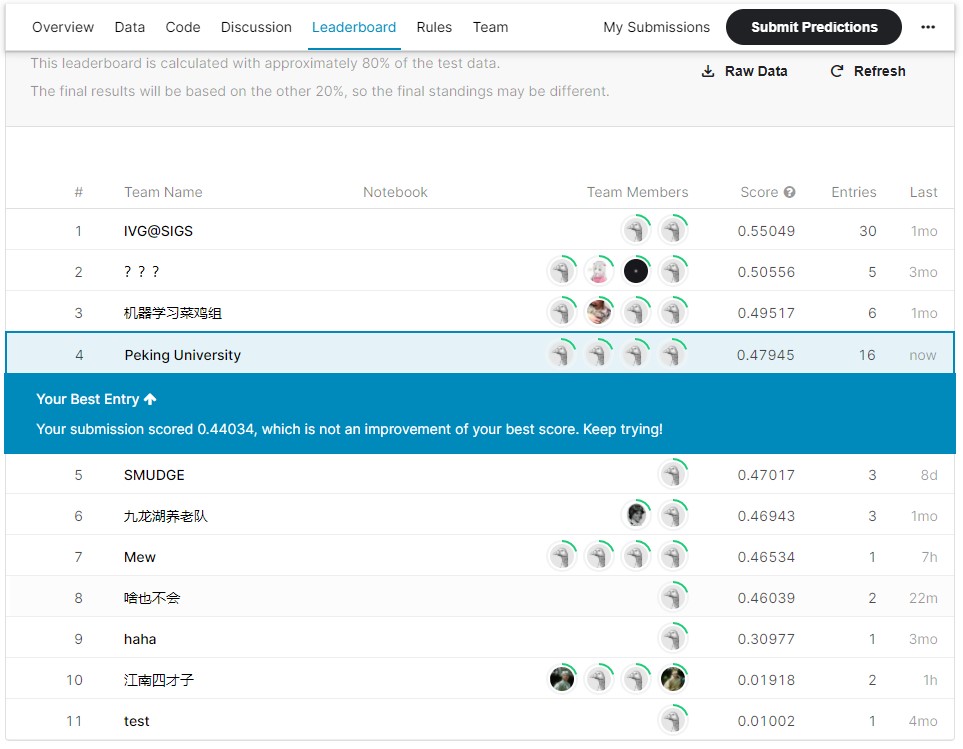 Overview Data Code Discussion Leaderboard Rules Team My Submissions Submit Predictions ...
This leaderboard is calculated with approximately 80% of the test data.
Raw Data Refresh
The final results will be based on the other 20%, so the final standings may be different.
# Team Name Notebook Team Members Score Entries Last
1 IVG@SIGS 0.55049 30 1mo
2 ? ? ? 0.50556 5 3mo
3 机器学习菜鸡组 0.49517 6 1mo
4 Peking University 0.47945 16 now
Your Best Entry ↑
Your submission scored 0.44034, which is not an improvement of your best score. Keep trying!
5 SMUDGE 0.47017 3 8d
6 九龙湖养老队 0.46943 3 1mo
7 Mew 0.46534 1 7h
8 啥也不会 0.46039 2 22m
9 haha 0.30977 1 3mo
10 江南四才子 0.01918 2 1h
11 test 0.01002 1 4mo